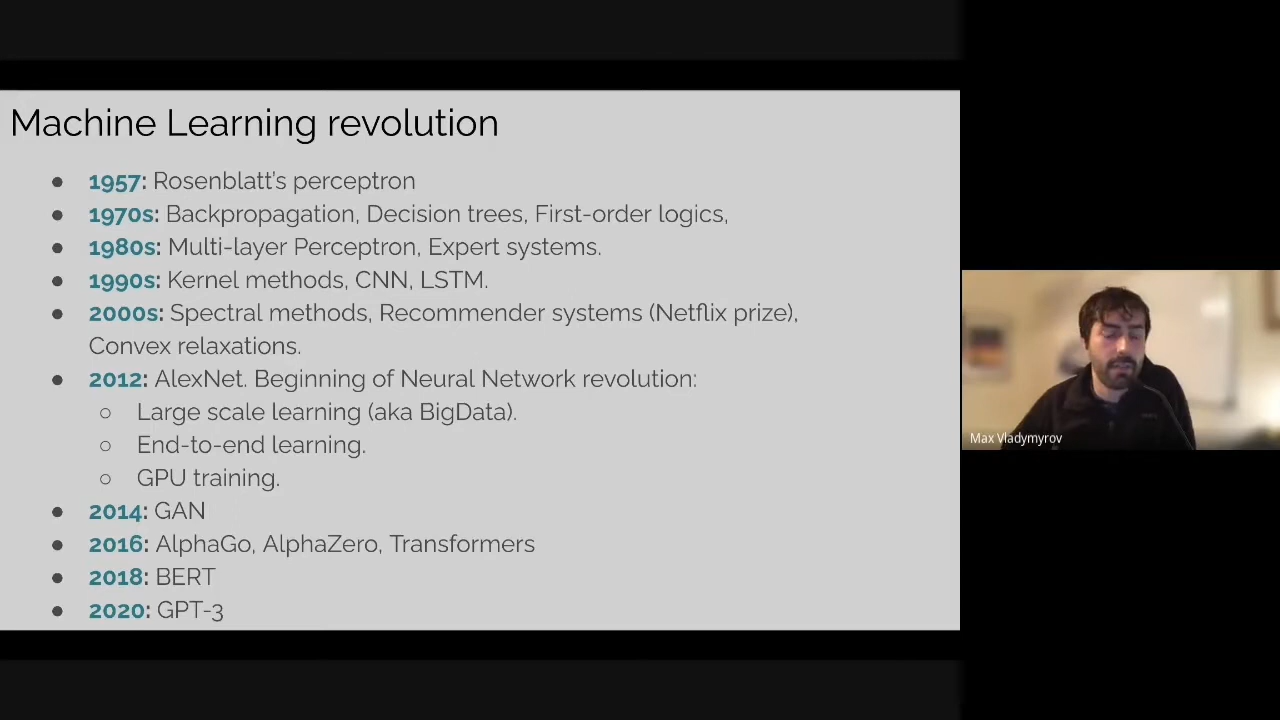 Machine Learning revolution
● 1957: Rosenblatt's perceptron
● 1970s: Backpropagation, Decision trees, First-order logics,
● 1980s: Multi-layer Perceptron, Expert systems.
● 1990s: Kernel methods, CNN, LSTM.
● 2000s: Spectral methods, Recommender systems (Netflix prize),
Convex relaxations.
● 2012: AlexNet. Beginning of Neural Network revolution:
○ Large scale learning (aka BigData).
○ End-to-end learning.
○ GPU training.
● 2014: GAN
● 2016: AlphaGo, AlphaZero, Transformers
● 2018: BERT
● 2020: GPT-3
Max Vladymyrov